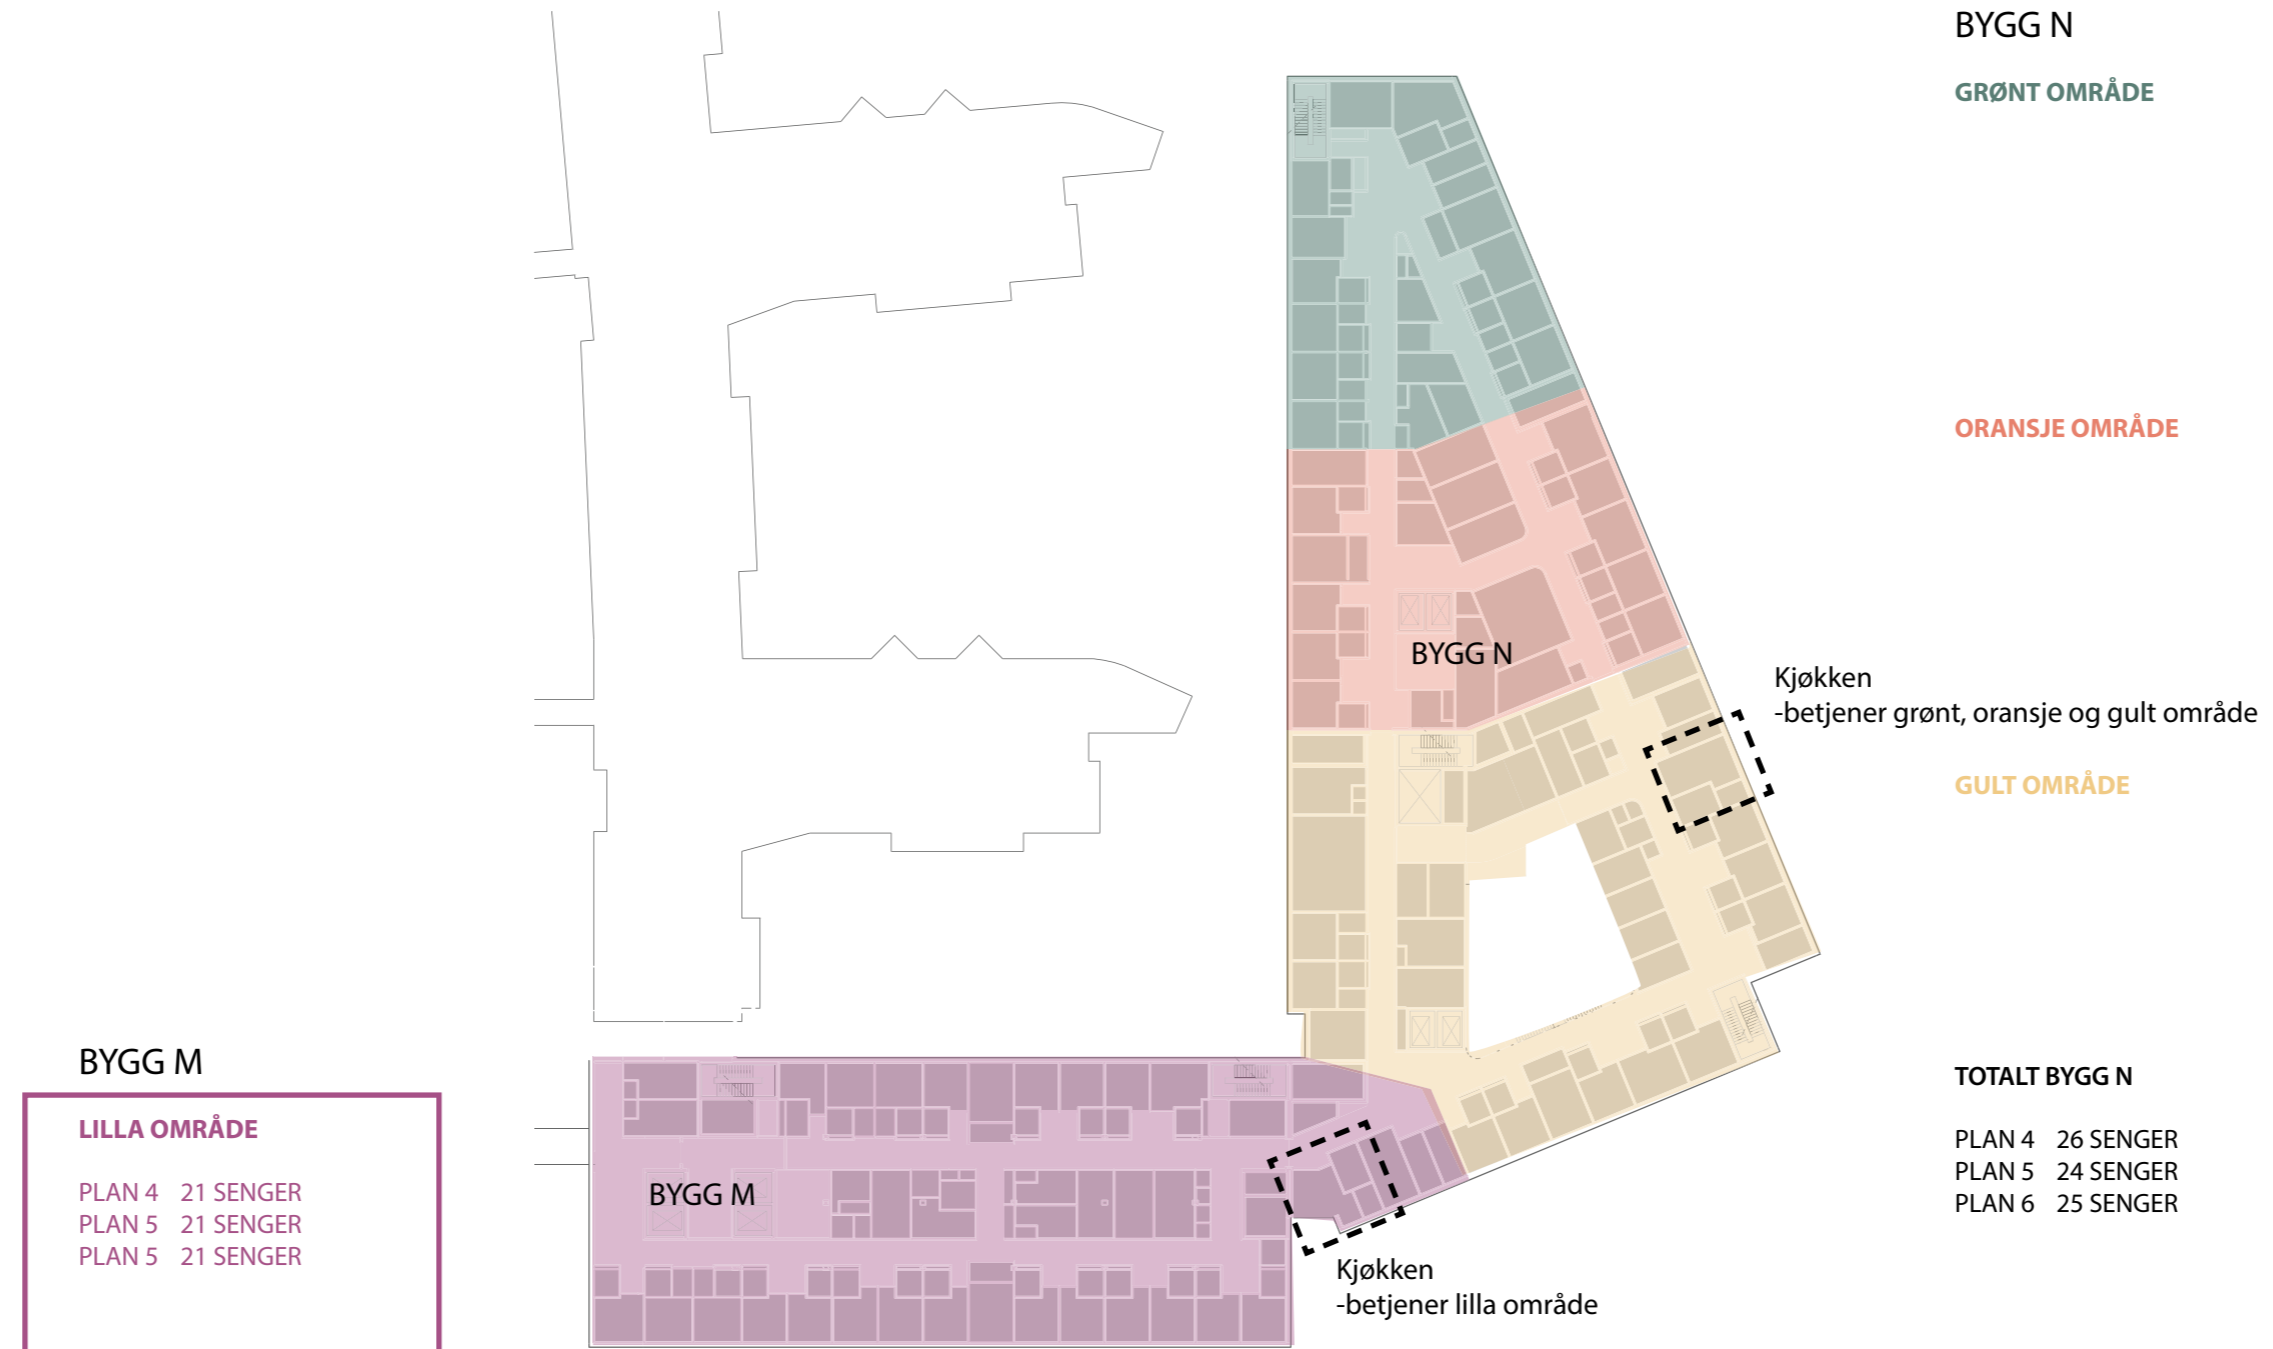 BYGG N
GRØNT OMRÅDE
ORANSJE OMRÅDE
BYGG N
Kjøkken
-betjener grønt, oransje og gult område
GULT OMRÅDE
BYGG M
LILLA OMRÅDE
PLAN 4 21 SENGER
PLAN 5 21 SENGER
PLAN 5 21 SENGER
BYGG M
Kjøkken
-betjener lilla område
TOTALT BYGG N
PLAN 4 26 SENGER
PLAN 5 24 SENGER
PLAN 6 25 SENGER